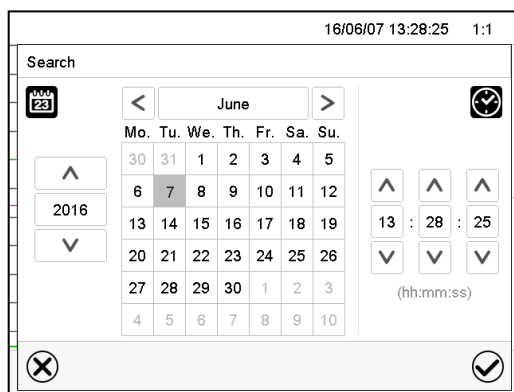 16/06/07 13:28:25 1:1
Search
23
< June >
Mo. Tu. We. Th. Fr. Sa. Su.
30 31 1 2 3 4 5
6 7 8 9 10 11 12
2016
13 14 15 16 17 18 19
13 : 28 : 25
20 21 22 23 24 25 26
27 28 29 30 1 2 3
(hh:mm:ss)
4 5 6 7 8 9 10